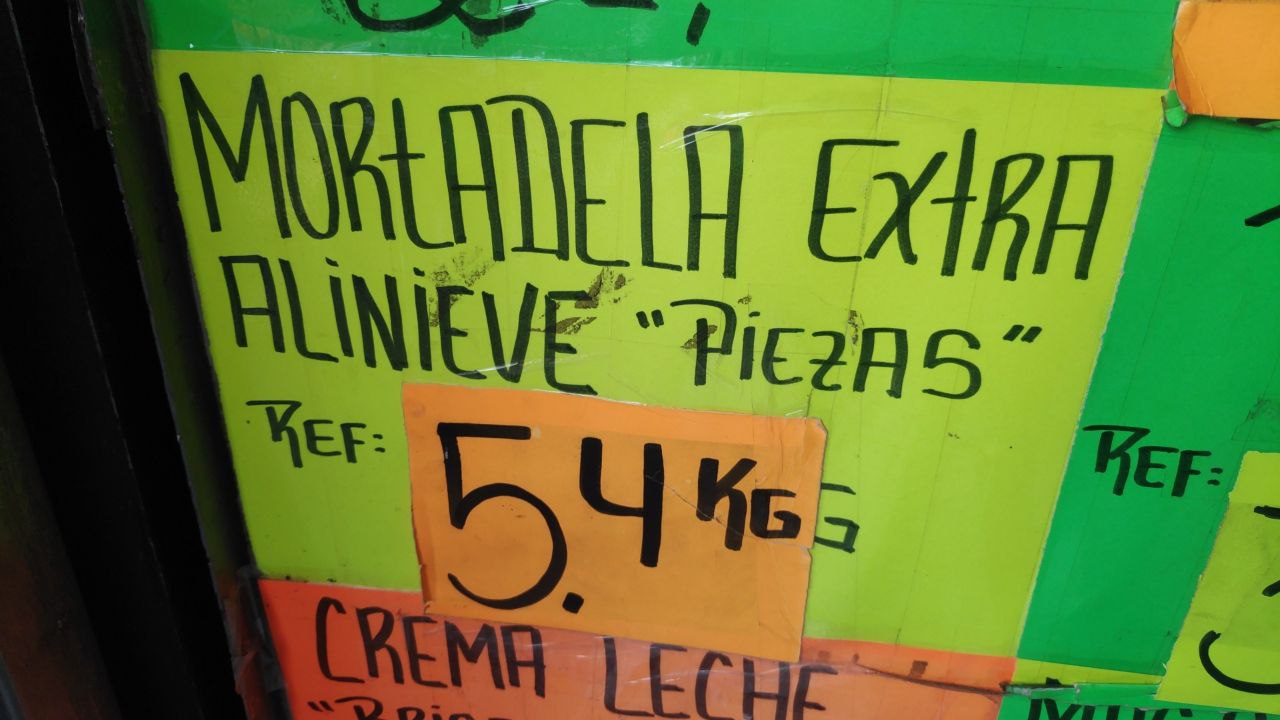 MORtADELA EXtRA
ALiNiEVE "PiEZAS"
REF: 5.4 KG G
REF:
CREMA LECHE